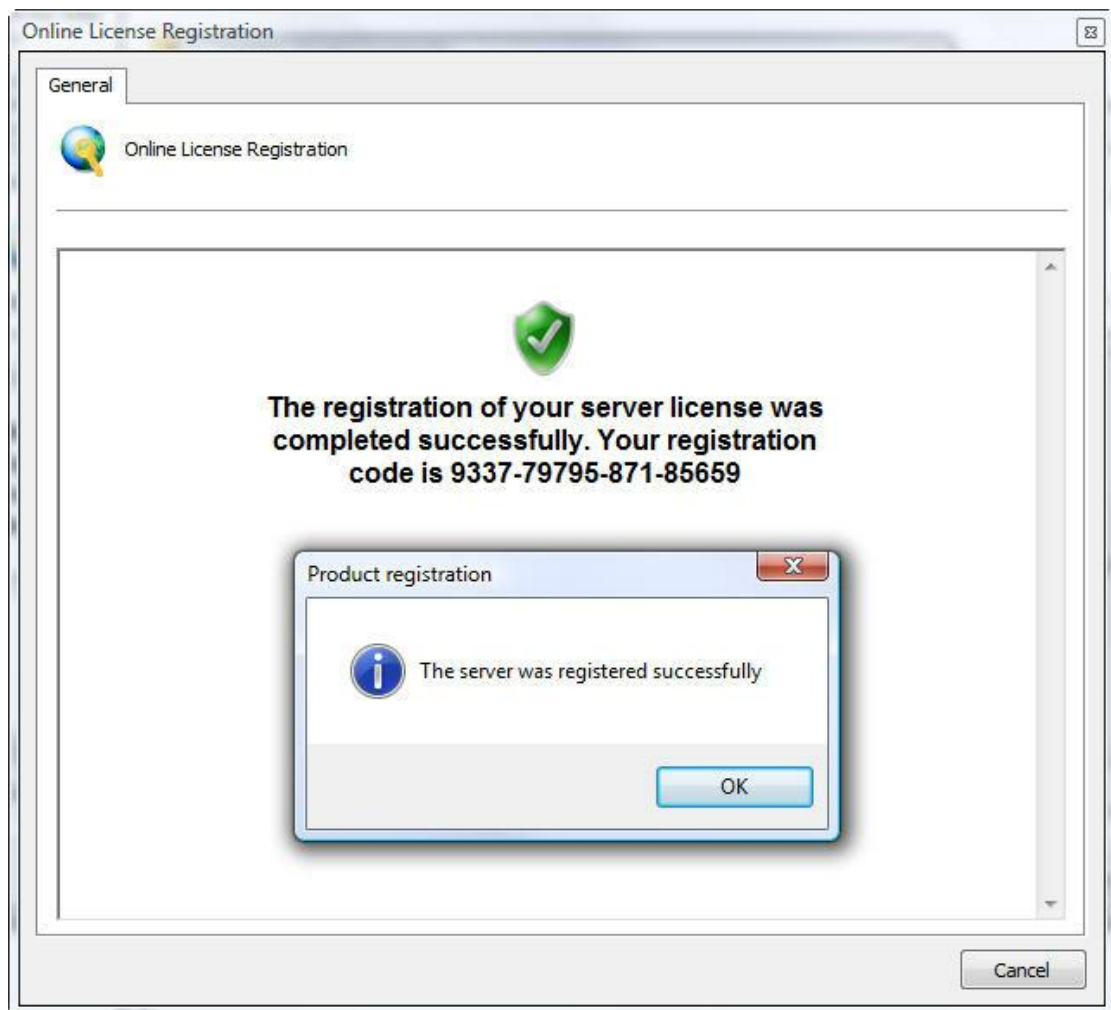 Online License Registration
General
Online License Registration
The registration of your server license was
completed successfully. Your registration
code is 9337-79795-871-85659
Product registration
The server was registered successfully
OK
Cancel